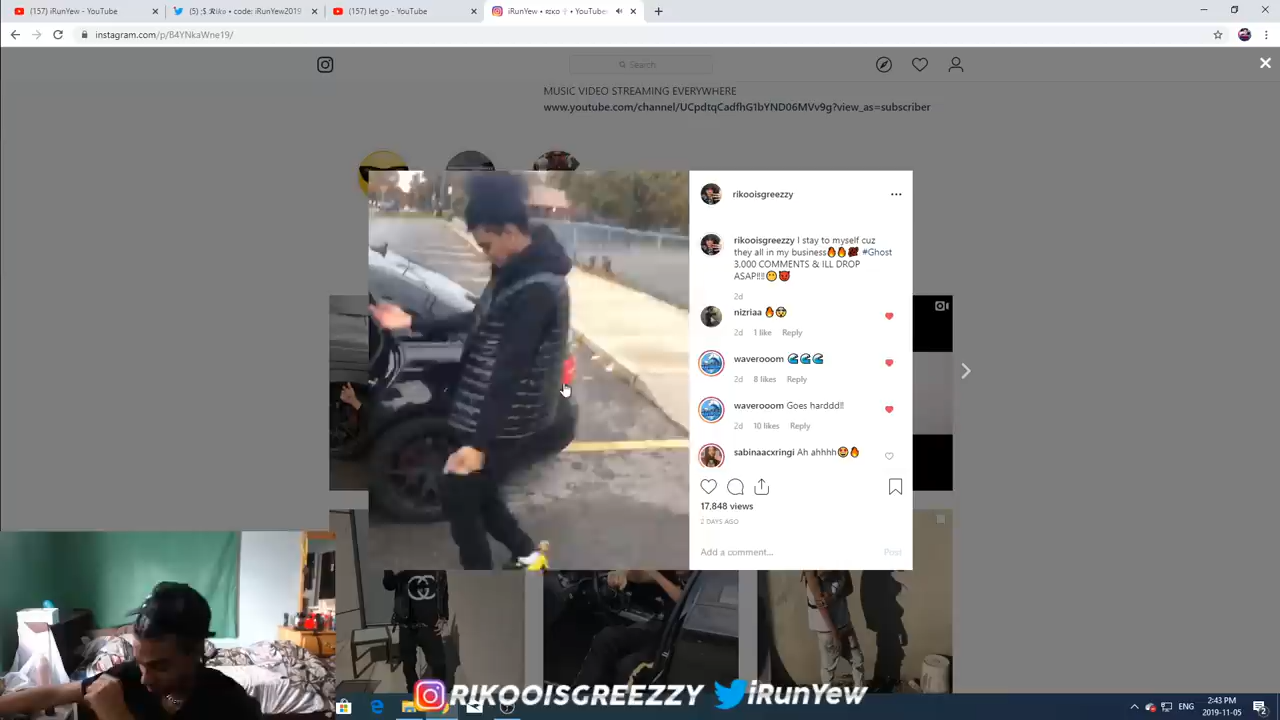 (157) iRunYew - YouTube
(5) $.Riko • code: iRunYew2019
(157) let go - YouTube
iRunYew • RIKO
YouTub
instagram.com/p/B4YNkaWne19/
Search
MUSIC VIDEO STREAMING EVERYWHERE
www.youtube.com/channel/UCpdtqCadfhG1bYND06MVv9g?view_as=subscriber
rikooisgreezzy
rikooisgreezzy I stay to myself cuz
they all in my business🔥🔥 #Ghost
3,000 COMMENTS & ILL DROP
ASAP!!!!
2d
nizriaa 🔥
2d 1 like Reply
waverooom 🌊🌊🌊
2d 8 likes Reply
waverooom Goes harddd!!
2d 10 likes Reply
sabinaacxringi Ah ahhhh😍🔥
17,848 views
2 DAYS AGO
Add a comment...
Post
RIKOOISGREEZZY iRunYew
ENG
2:43 PM
2019-11-05
2